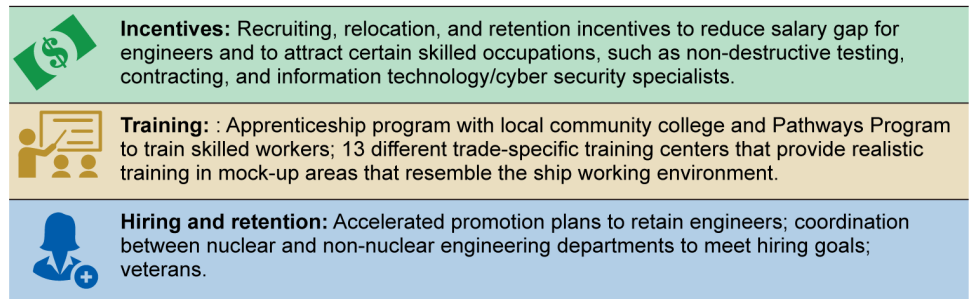 Incentives: Recruiting, relocation, and retention incentives to reduce salary gap for
engineers and to attract certain skilled occupations, such as non-destructive testing,
contracting, and information technology/cyber security specialists.
Training: : Apprenticeship program with local community college and Pathways Program
to train skilled workers; 13 different trade-specific training centers that provide realistic
training in mock-up areas that resemble the ship working environment.
Hiring and retention: Accelerated promotion plans to retain engineers; coordination
between nuclear and non-nuclear engineering departments to meet hiring goals;
veterans.